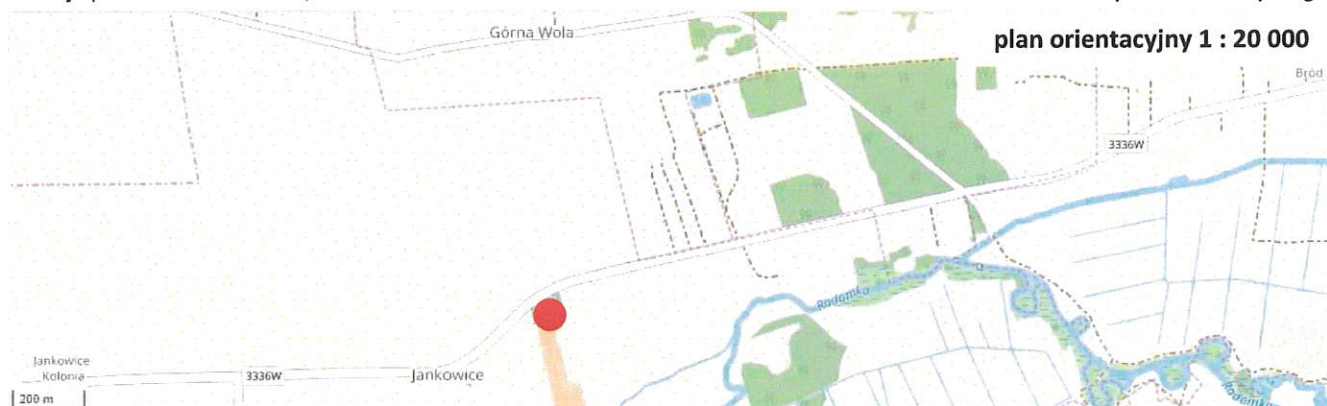 Górna Wola
plan orientacyjny 1 : 20 000
Bród
3336W
Radomka
Jankowice
Kolonia
3336W
Jankowice
Radomka
200 m